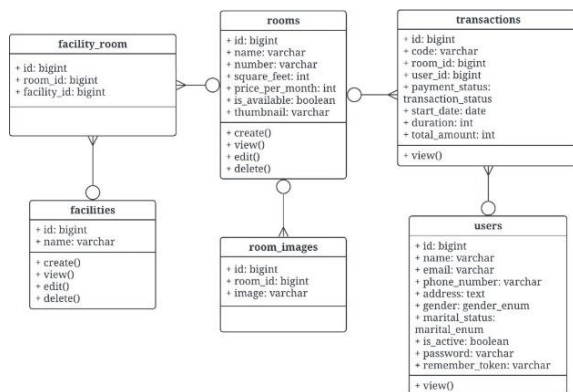 facility_room
+ id: bigint
+ room_id: bigint
+ facility_id: bigint
rooms
+ id: bigint
+ name: varchar
+ number: varchar
+ square_feet: int
+ price_per_month: int
+ is_available: boolean
+ thumbnail: varchar
+ create()
+ view()
+ edit()
+ delete()
transactions
+ id: bigint
+ code: varchar
+ room_id: bigint
+ user_id: bigint
+ payment_status:
transaction_status
+ start_date: date
+ duration: int
+ total_amount: int
+ view()
facilities
+ id: bigint
+ name: varchar
+ create()
+ view()
+ edit()
+ delete()
room_images
+ id: bigint
+ room_id: bigint
+ image: varchar
users
+ id: bigint
+ name: varchar
+ email: varchar
+ phone_number: varchar
+ address: text
+ gender: gender_enum
+ marital_status:
marital_enum
+ is_active: boolean
+ password: varchar
+ remember_token: varchar
+ view()